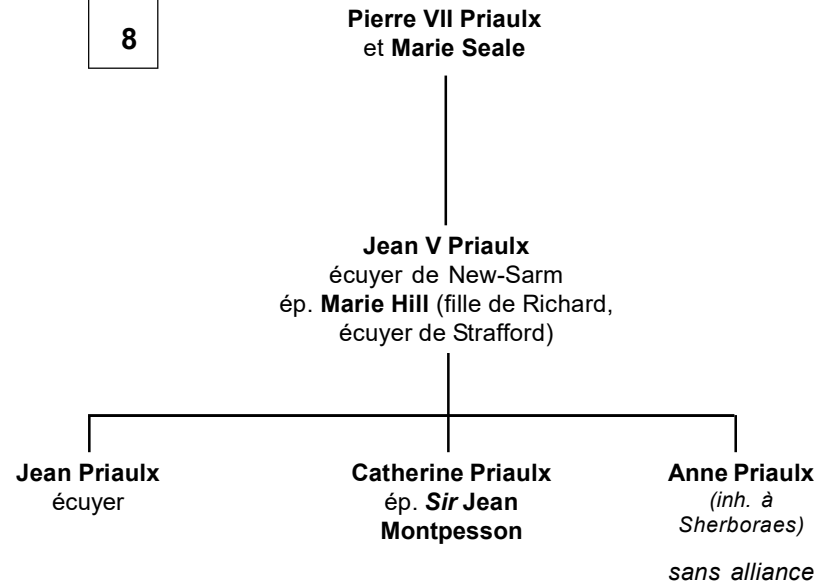 8
Pierre VII Priaulx
et Marie Seale
Jean V Priaulx
écuyer de New-Sarm
ép. Marie Hill (fille de Richard,
écuyer de Strafford)
Jean Priaulx
écuyer
Catherine Priaulx
ép. Sir Jean
Montpesson
Anne Priaulx
(inh. à
Sherboraes)
sans alliance